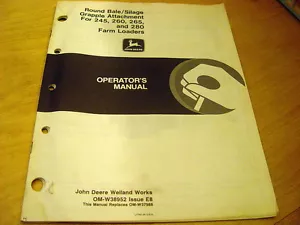 Round Bale/Silage
Grapple Attachment
For 245, 260, 265,
and 280
Farm Loaders
JOHN DEERE
OPERATOR'S
MANUAL
John Deere Welland Works
OM-W38952 Issue E8
This Manual Replaces OM-W37588